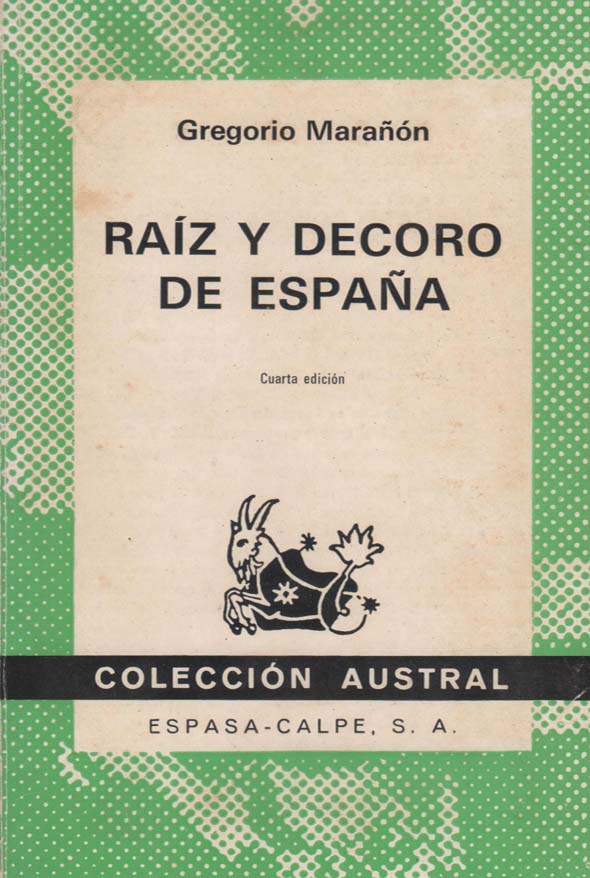 Gregorio Marañón
RAÍZ Y DECORO
DE ESPAÑA
Cuarta edición
COLECCIÓN AUSTRAL
ESPASA-CALPE, S. A.